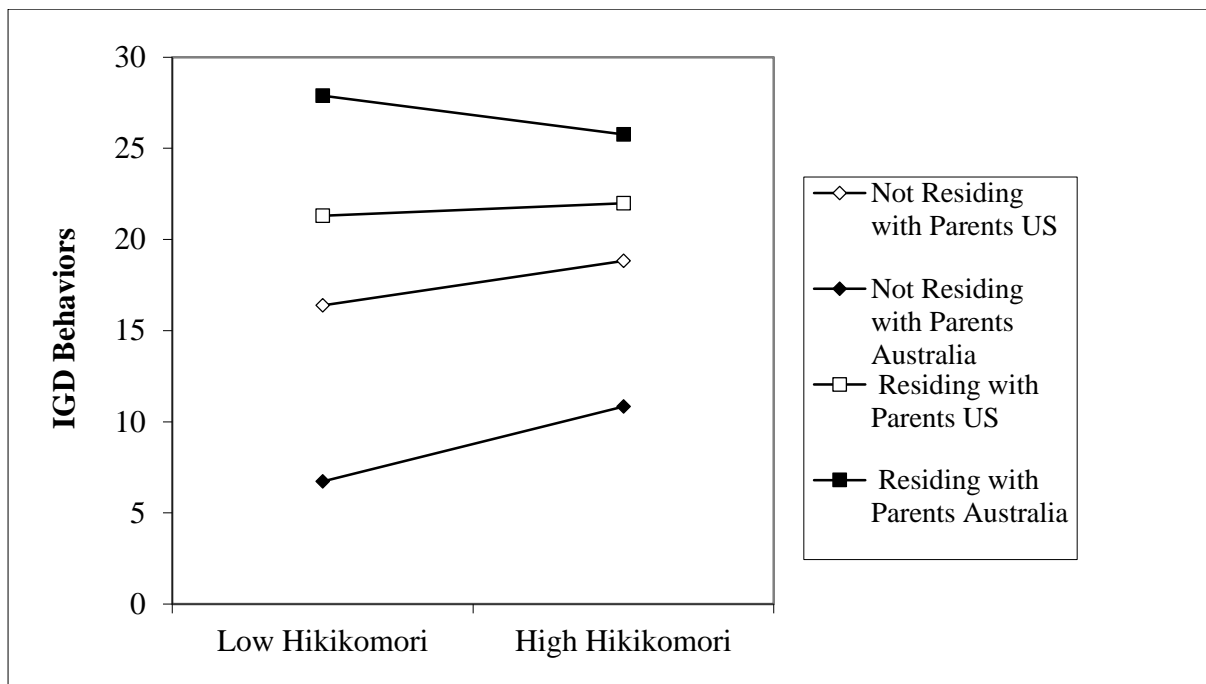 30
25
20
15
10
5
0
IGD Behaviors
Low Hikikomori
High Hikikomori
Not Residing
with Parents US
Not Residing
with Parents
Australia
Residing with
Parents US
Residing with
Parents Australia